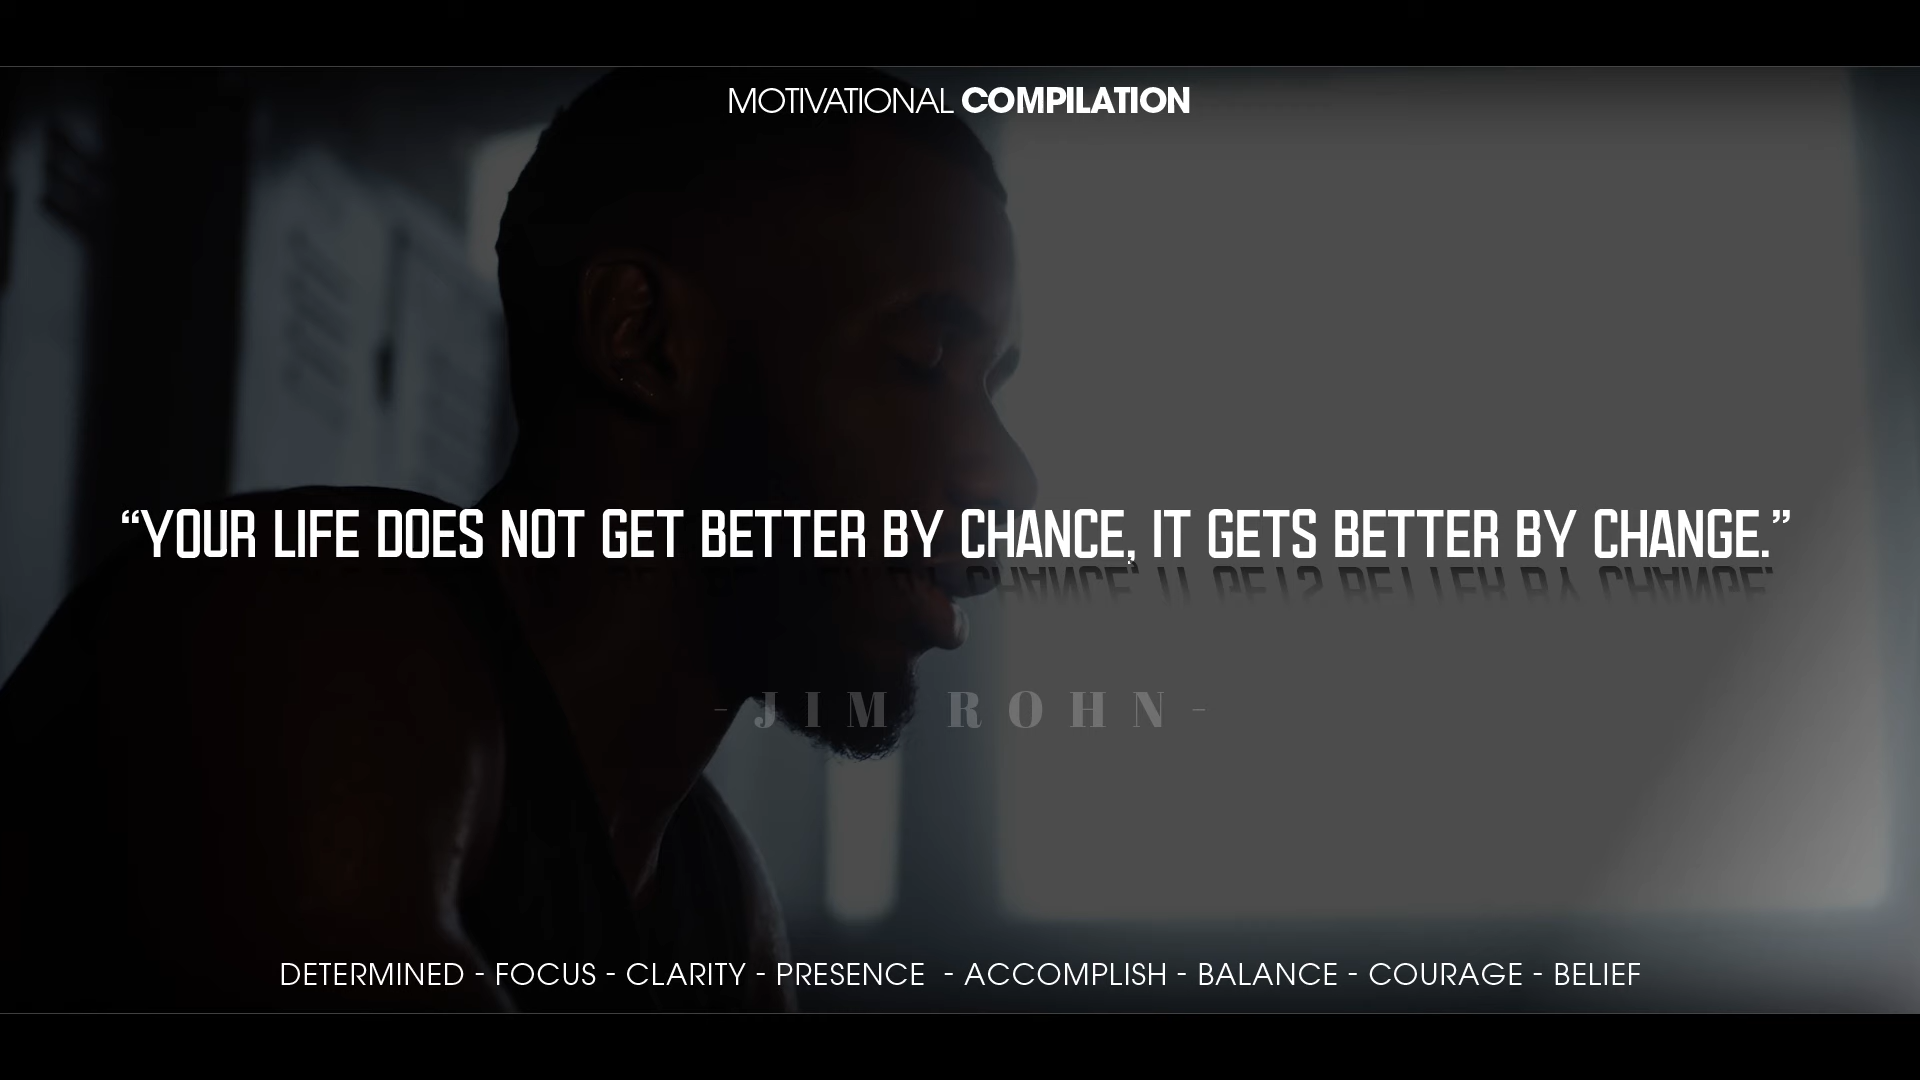 MOTIVATIONAL COMPILATION
“YOUR LIFE DOES NOT GET BETTER BY CHANCE, IT GETS BETTER BY CHANGE.”
-JIM ROHN-
DETERMINED - FOCUS - CLARITY - PRESENCE - ACCOMPLISH - BALANCE - COURAGE - BELIEF